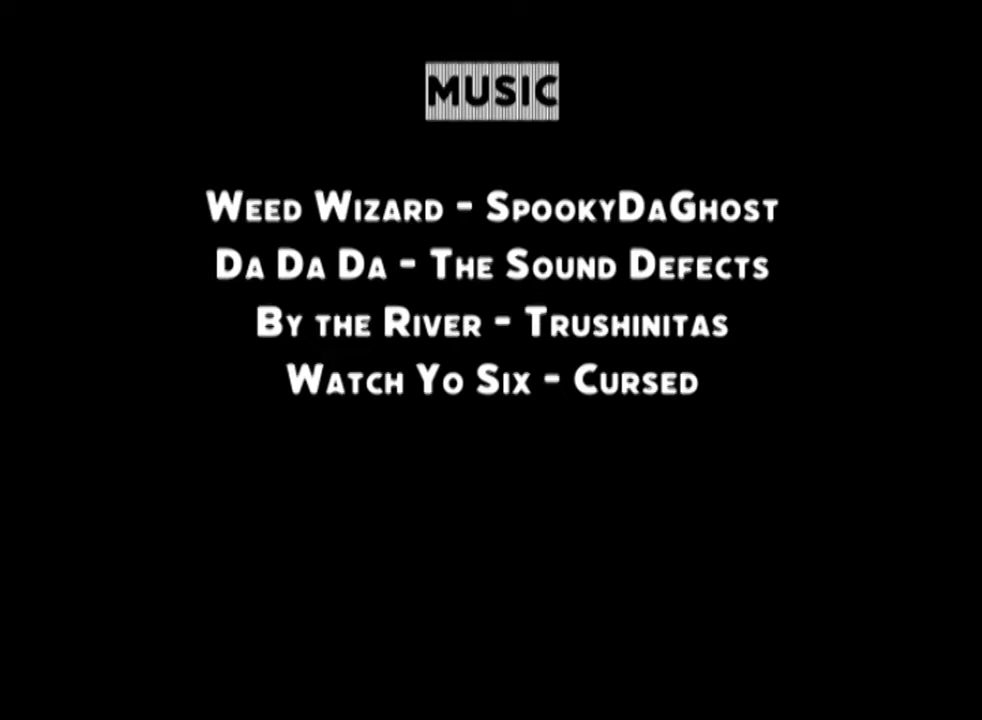 MUSIC
WEED WIZARD - SPOOKYDAGHOST
DA DA DA - THE SOUND DEFECTS
BY THE RIVER - TRUSHINITAS
WATCH YO SIX - CURSED